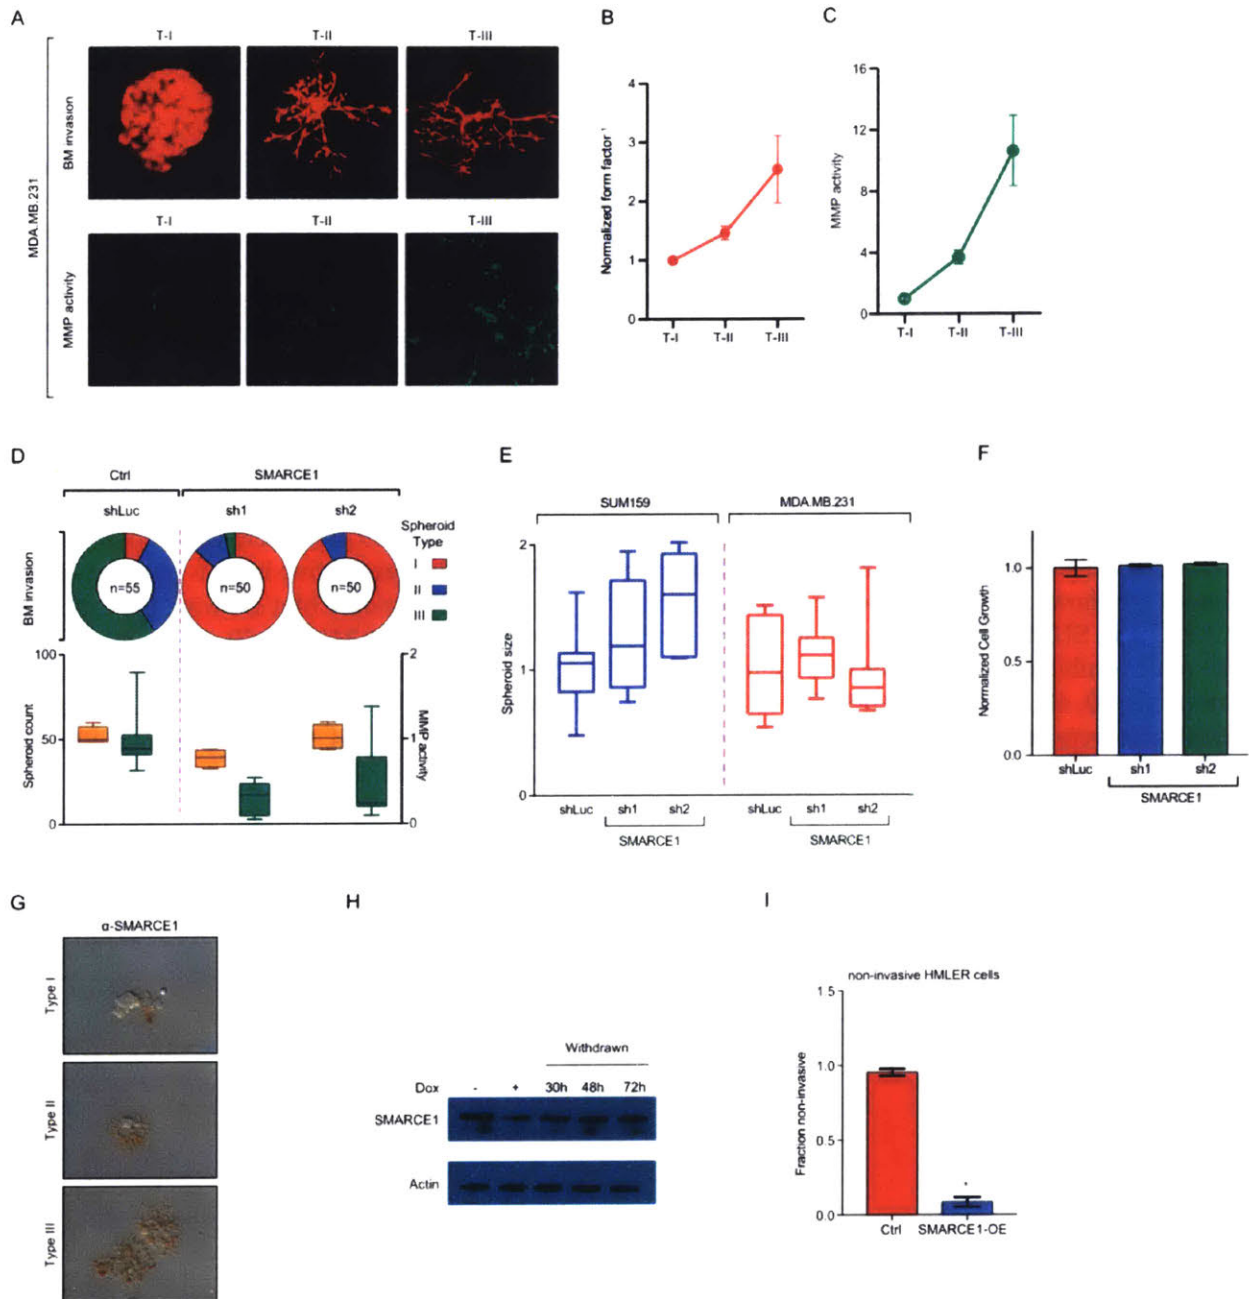 A
T-I T-II T-III
MDA.MB.231
BM invasion
T-I T-II T-III
MMP activity
B
Normalized form factor⁻¹
4
3
2
1
0
T-I T-II T-III
C
MMP activity
16
12
8
4
0
T-I T-II T-III
D
Ctrl SMARCE1
shLuc sh1 sh2
BM invasion
n=55 n=50 n=50
Spheroid
Type
I
II
III
Spheroid count
100
50
0
MMP activity
2
1
0
E
SUM159 MDA.MB.231
Spheroid size
2
1
0
shLuc sh1 sh2 shLuc sh1 sh2
SMARCE1 SMARCE1
F
Normalized Cell Growth
1.0
0.5
0.0
shLuc sh1 sh2
SMARCE1
G
α-SMARCE1
Type I
Type II
Type III
H
Withdrawn
Dox - + 30h 48h 72h
SMARCE1
Actin
I
non-invasive HMLER cells
Fraction non-invasive
1.5
1.0
0.5
0.0
*
Ctrl SMARCE1-OE